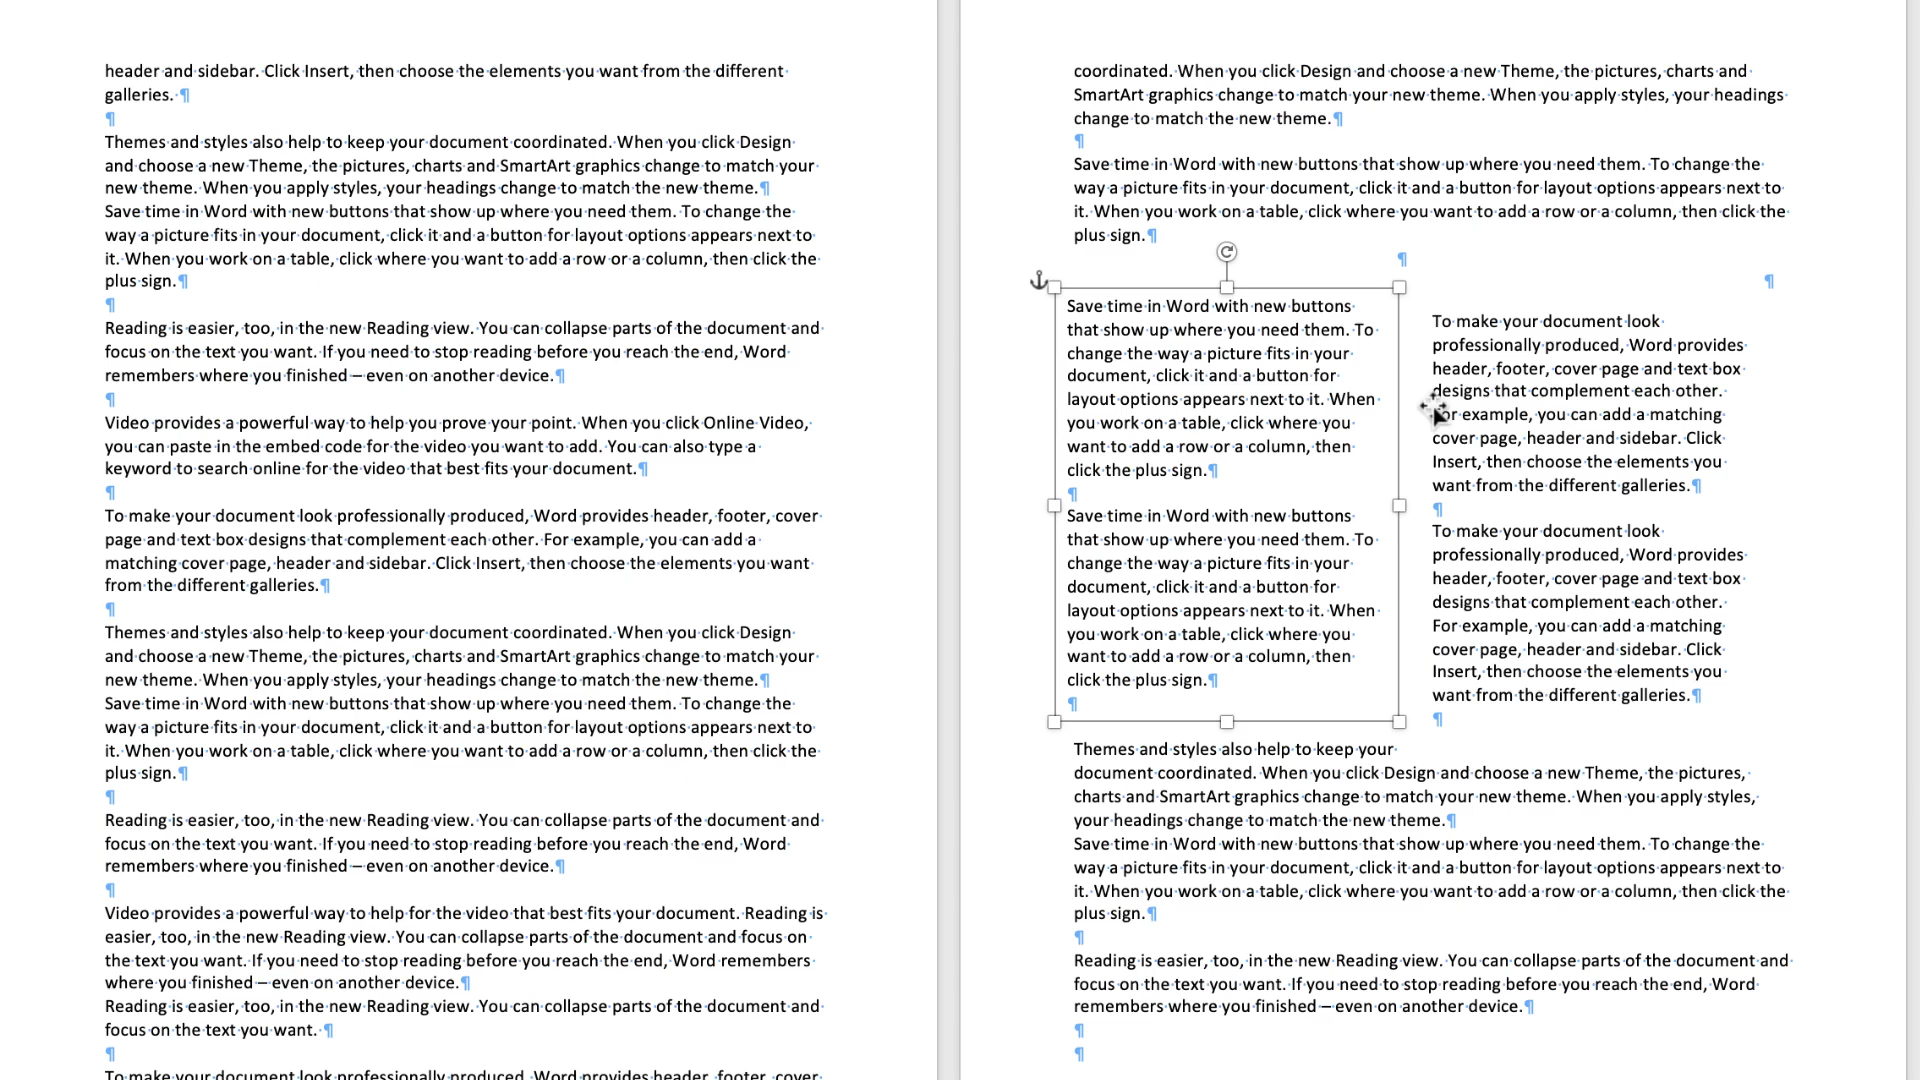 header and sidebar. Click Insert, then choose the elements you want from the different
galleries. ¶
¶
Themes and styles also help to keep your document coordinated. When you click Design
and choose a new Theme, the pictures, charts and SmartArt graphics change to match your
new theme. When you apply styles, your headings change to match the new theme.¶
Save time in Word with new buttons that show up where you need them. To change the
way a picture fits in your document, click it and a button for layout options appears next to
it. When you work on a table, click where you want to add a row or a column, then click the
plus sign.¶
¶
Reading is easier, too, in the new Reading view. You can collapse parts of the document and
focus on the text you want. If you need to stop reading before you reach the end, Word
remembers where you finished — even on another device.¶
¶
Video provides a powerful way to help you prove your point. When you click Online Video,
you can paste in the embed code for the video you want to add. You can also type a
keyword to search online for the video that best fits your document.¶
¶
To make your document look professionally produced, Word provides header, footer, cover
page and text box designs that complement each other. For example, you can add a
matching cover page, header and sidebar. Click Insert, then choose the elements you want
from the different galleries.¶
¶
Themes and styles also help to keep your document coordinated. When you click Design
and choose a new Theme, the pictures, charts and SmartArt graphics change to match your
new theme. When you apply styles, your headings change to match the new theme.¶
Save time in Word with new buttons that show up where you need them. To change the
way a picture fits in your document, click it and a button for layout options appears next to
it. When you work on a table, click where you want to add a row or a column, then click the
plus sign.¶
¶
Reading is easier, too, in the new Reading view. You can collapse parts of the document and
focus on the text you want. If you need to stop reading before you reach the end, Word
remembers where you finished — even on another device.¶
¶
Video provides a powerful way to help for the video that best fits your document. Reading is
easier, too, in the new Reading view. You can collapse parts of the document and focus on
the text you want. If you need to stop reading before you reach the end, Word remembers
where you finished — even on another device.¶
Reading is easier, too, in the new Reading view. You can collapse parts of the document and
focus on the text you want. ¶
¶
To make your document look professionally produced, Word provides header, footer, cover
coordinated. When you click Design and choose a new Theme, the pictures, charts and
SmartArt graphics change to match your new theme. When you apply styles, your headings
change to match the new theme.¶
¶
Save time in Word with new buttons that show up where you need them. To change the
way a picture fits in your document, click it and a button for layout options appears next to
it. When you work on a table, click where you want to add a row or a column, then click the
plus sign.¶
¶
¶
Save time in Word with new buttons
that show up where you need them. To
change the way a picture fits in your
document, click it and a button for
layout options appears next to it. When
you work on a table, click where you
want to add a row or a column, then
click the plus sign.¶
¶
Save time in Word with new buttons
that show up where you need them. To
change the way a picture fits in your
document, click it and a button for
layout options appears next to it. When
you work on a table, click where you
want to add a row or a column, then
click the plus sign.¶
¶
To make your document look
professionally produced, Word provides
header, footer, cover page and text box
designs that complement each other.
For example, you can add a matching
cover page, header and sidebar. Click
Insert, then choose the elements you
want from the different galleries.¶
¶
To make your document look
professionally produced, Word provides
header, footer, cover page and text box
designs that complement each other.
For example, you can add a matching
cover page, header and sidebar. Click
Insert, then choose the elements you
want from the different galleries.¶
¶
Themes and styles also help to keep your
document coordinated. When you click Design and choose a new Theme, the pictures,
charts and SmartArt graphics change to match your new theme. When you apply styles,
your headings change to match the new theme.¶
Save time in Word with new buttons that show up where you need them. To change the
way a picture fits in your document, click it and a button for layout options appears next to
it. When you work on a table, click where you want to add a row or a column, then click the
plus sign.¶
¶
Reading is easier, too, in the new Reading view. You can collapse parts of the document and
focus on the text you want. If you need to stop reading before you reach the end, Word
remembers where you finished — even on another device.¶
¶
¶